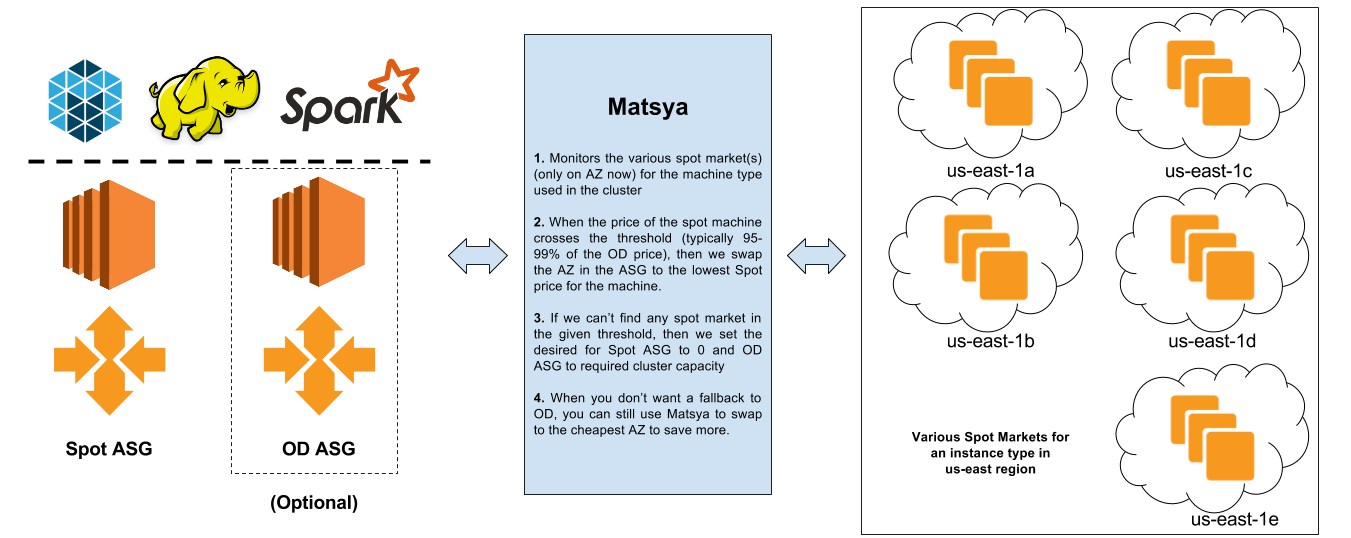 Spark
Spot ASG
OD ASG
(Optional)
Matsya
1. Monitors the various spot market(s)
(only on AZ now) for the machine type
used in the cluster
2. When the price of the spot machine
crosses the threshold (typically 95-
99% of the OD price), then we swap
the AZ in the ASG to the lowest Spot
price for the machine.
3. If we can't find any spot market in
the given threshold, then we set the
desired for Spot ASG to 0 and OD
ASG to required cluster capacity
4. When you don't want a fallback to
OD, you can still use Matsya to swap
to the cheapest AZ to save more.
us-east-1a
us-east-1c
us-east-1b
us-east-1d
Various Spot Markets for
an instance type in
us-east region
us-east-1e